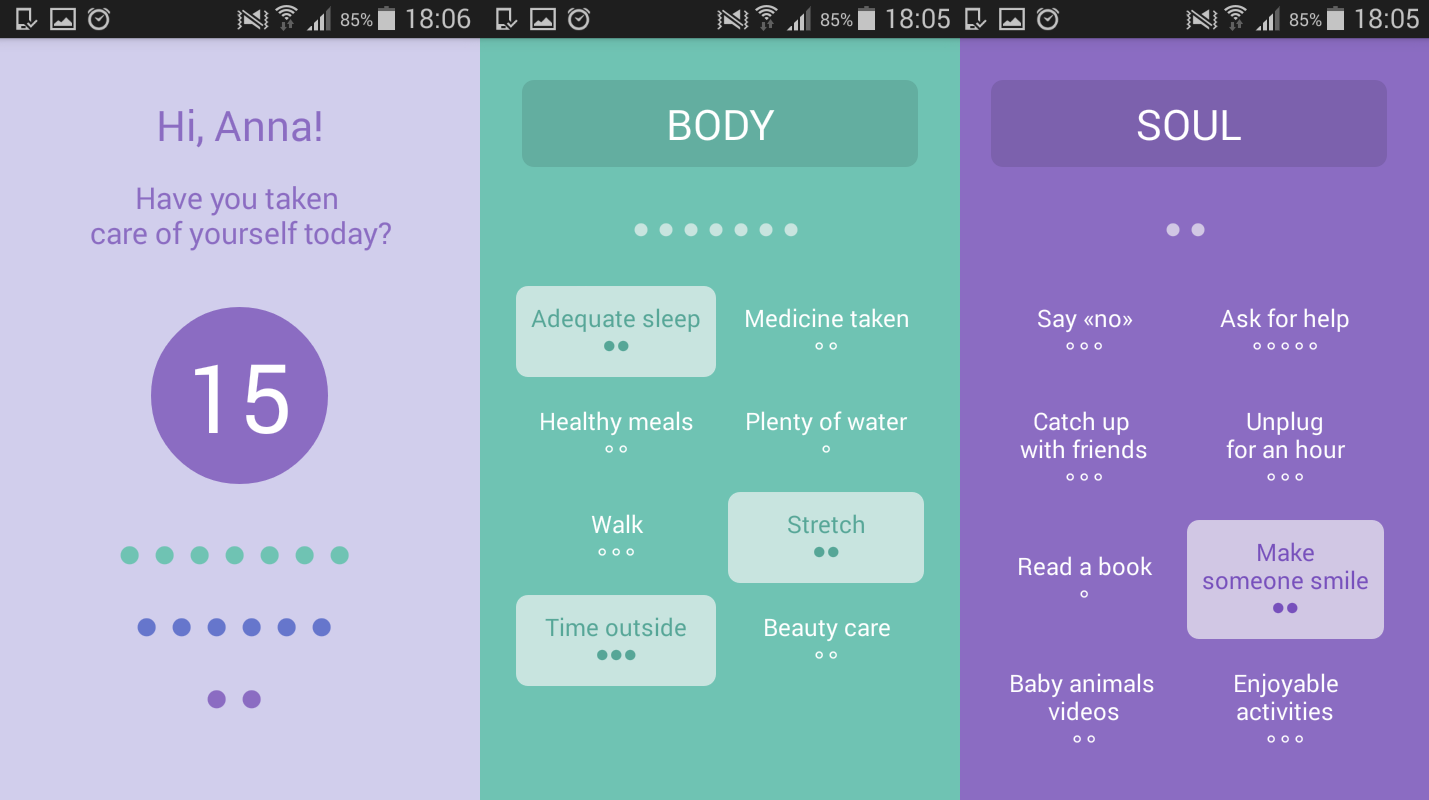 85% 18:06
Hi, Anna!
Have you taken
care of yourself today?
15
85% 18:05
BODY
Adequate sleep
Medicine taken
Healthy meals
Plenty of water
Walk
Stretch
Time outside
Beauty care
85% 18:05
SOUL
Say «no»
Ask for help
Catch up
with friends
Unplug
for an hour
Read a book
Make
someone smile
Baby animals
videos
Enjoyable
activities